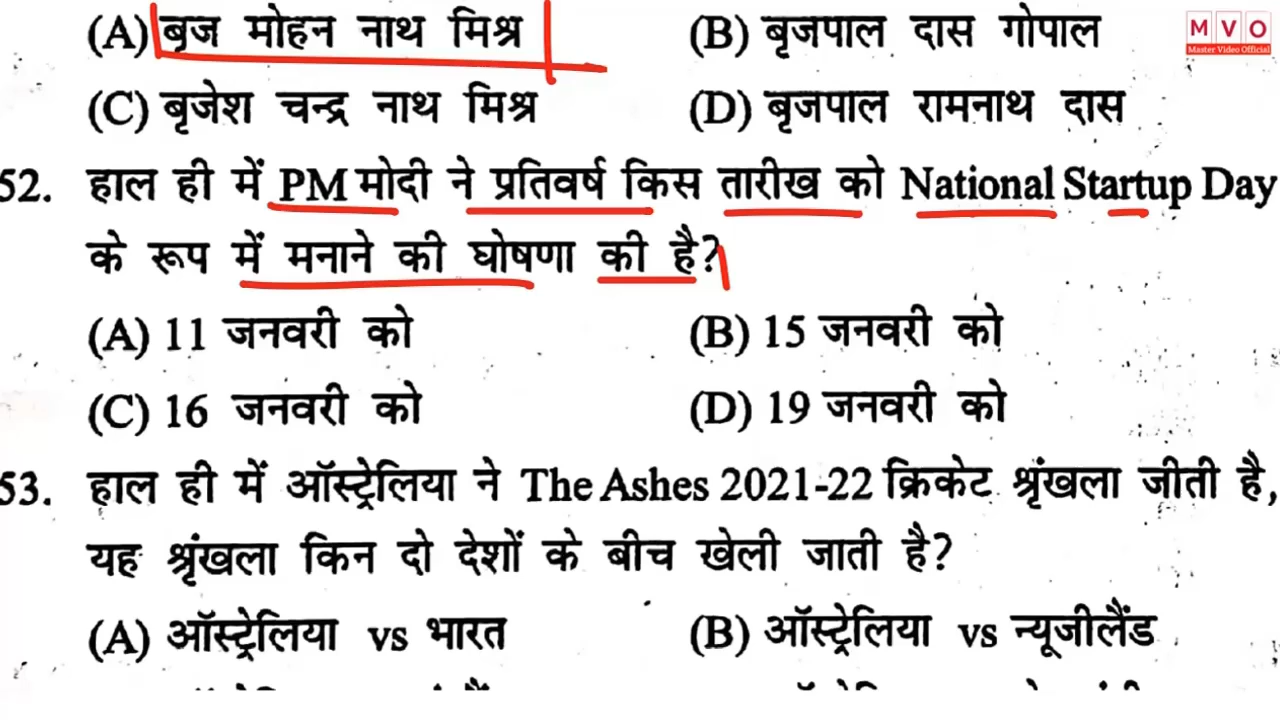 (A) बृज मोहन नाथ मिश्र (B) बृजपाल दास गोपाल
M V O
Master Video Official
(C) बृजेश चन्द्र नाथ मिश्र (D) बृजपाल रामनाथ दास
52. हाल ही में PM मोदी ने प्रतिवर्ष किस तारीख को National Startup Day
के रूप में मनाने की घोषणा की है?
(A) 11 जनवरी को (B) 15 जनवरी को
(C) 16 जनवरी को (D) 19 जनवरी को
53. हाल ही में ऑस्ट्रेलिया ने The Ashes 2021-22 क्रिकेट श्रृंखला जीती है,
यह श्रृंखला किन दो देशों के बीच खेली जाती है?
(A) ऑस्ट्रेलिया vs भारत (B) ऑस्ट्रेलिया vs न्यूजीलैंड